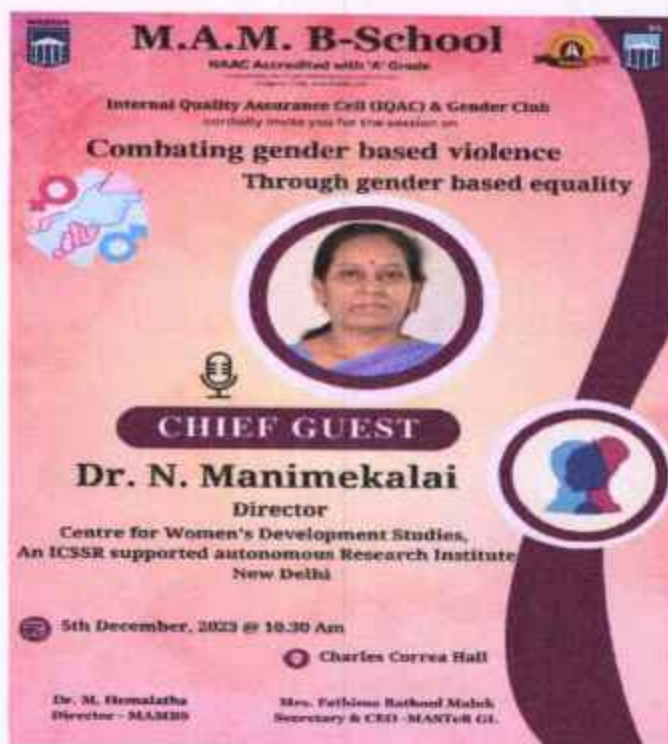 M.A.M. B-School
NAAC Accredited with 'A' Grade
Internal Quality Assurance Cell (IQAC) & Gender Club
cordially invite you for the session on
Combating gender based violence
Through gender based equality
CHIEF GUEST
Dr. N. Manimekalai
Director
Centre for Women's Development Studies,
An ICSSR supported autonomous Research Institute
New Delhi
5th December, 2023 @ 10.30 Am
Charles Correa Hall
Dr. M. Hemalatha
Director - MAMBS
Mrs. Fathima Bathool Maluk
Secretary & CEO -MASTeR GI.